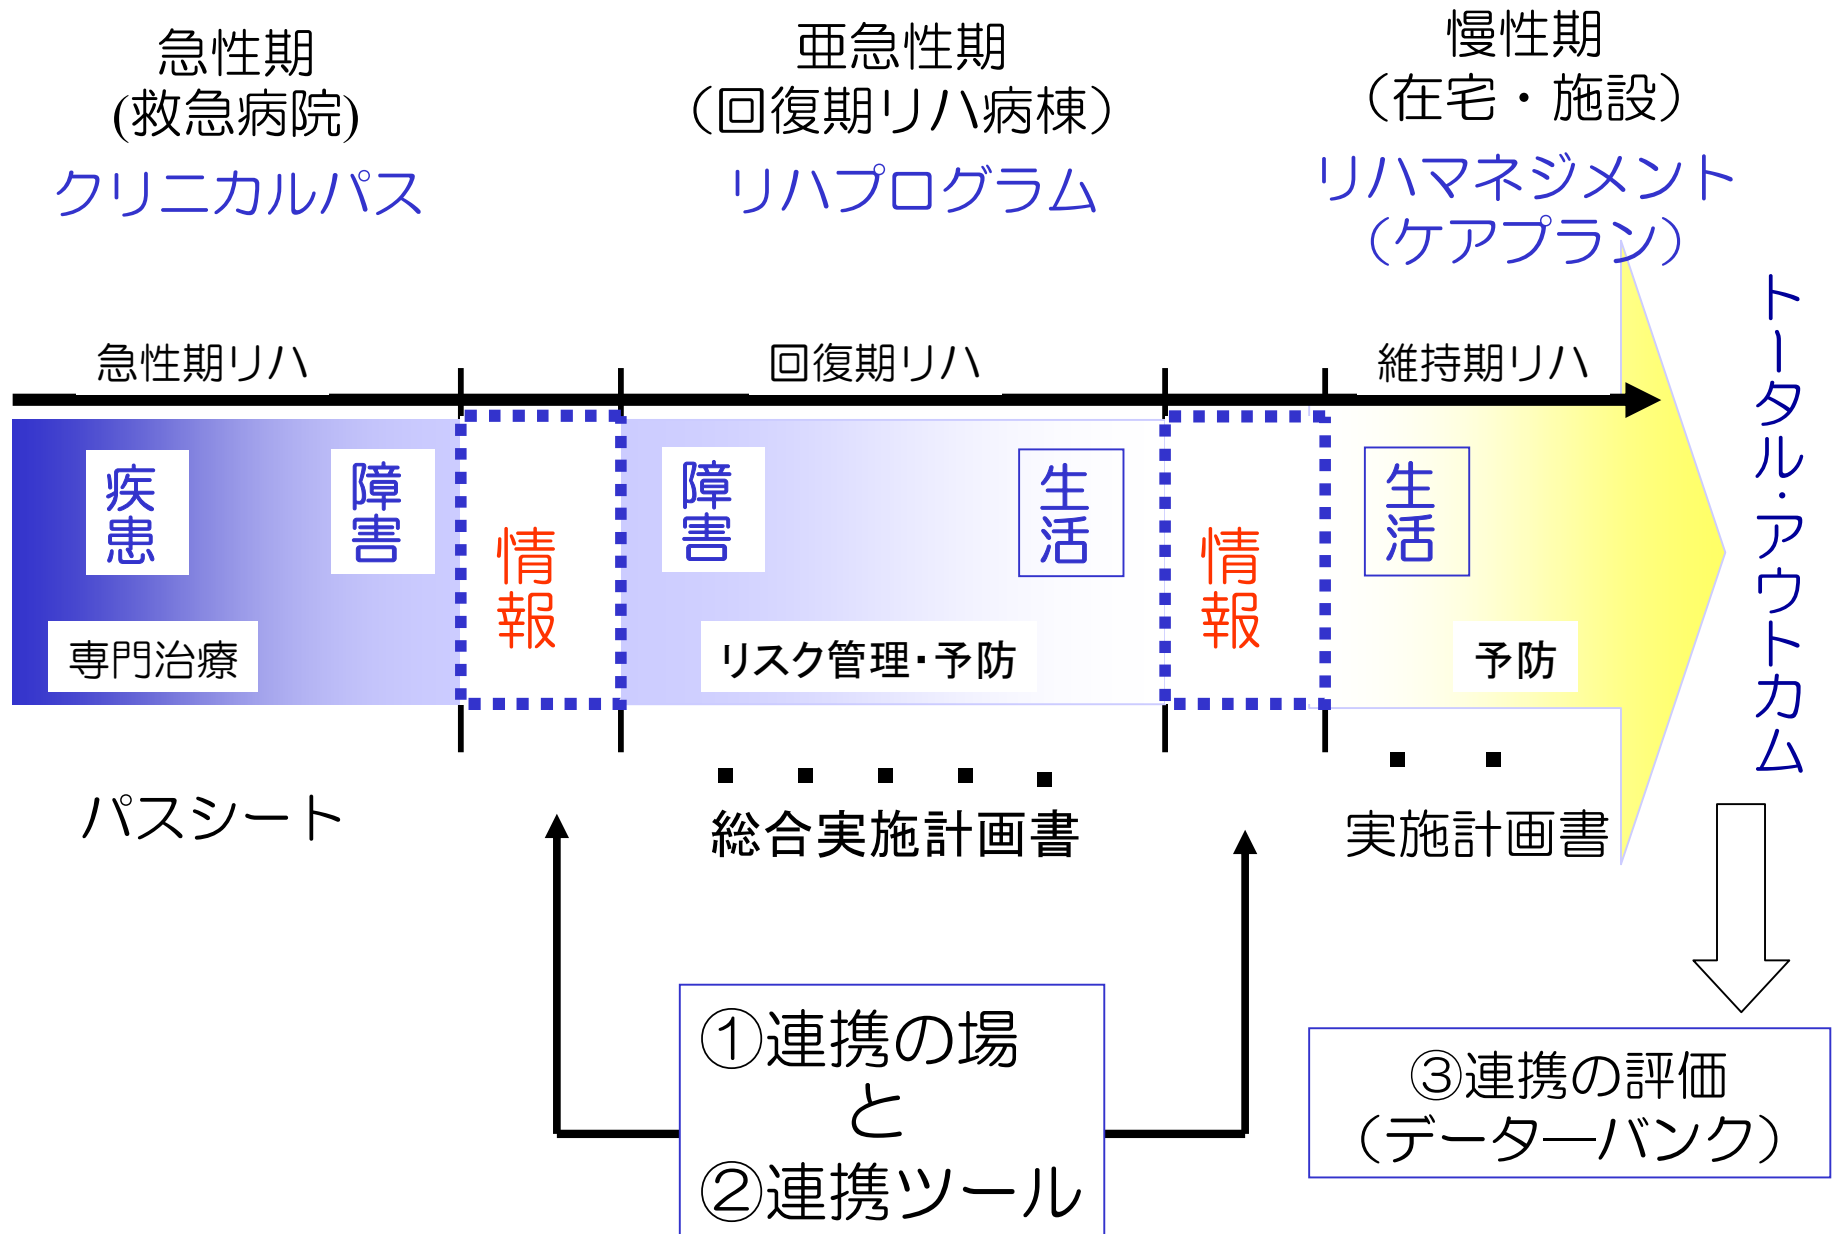 急性期
(救急病院)
クリニカルパス
亜急性期
（回復期リハ病棟）
リハプログラム
慢性期
（在宅・施設）
リハマネジメント
（ケアプラン）
急性期リハ
回復期リハ
維持期リハ
疾患
障害
情報
障害
生活
情報
生活
専門治療
リスク管理・予防
予防
トータル・アウトカム
パスシート
総合実施計画書
実施計画書
①連携の場
と
②連携ツール
③連携の評価
（データ―バンク）